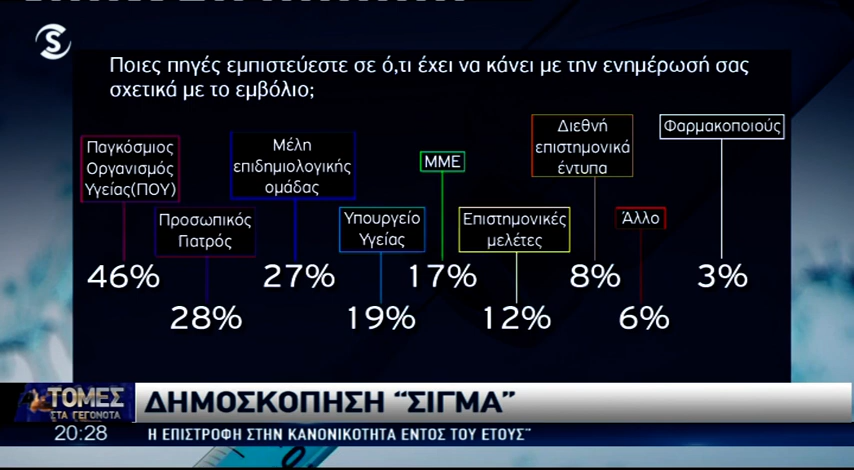 S
Ποιες πηγές εμπιστεύεστε σε ό,τι έχει να κάνει με την ενημέρωσή σας
σχετικά με το εμβόλιο;
Παγκόσμιος
Οργανισμός
Υγείας(ΠΟΥ)
46%
Προσωπικός
Γιατρός
28%
Μέλη
επιδημιολογικής
ομάδας
27%
Υπουργείο
Υγείας
19%
ΜΜΕ
17%
Επιστημονικές
μελέτες
12%
Διεθνή
επιστημονικά
έντυπα
8%
Άλλο
6%
Φαρμακοποιούς
3%
ΤΟΜΕΣ
ΣΤΑ ΓΕΓΟΝΟΤΑ
20:28
ΔΗΜΟΣΚΟΠΗΣΗ "ΣΙΓΜΑ"
Η ΕΠΙΣΤΡΟΦΗ ΣΤΗΝ ΚΑΝΟΝΙΚΟΤΗΤΑ ΕΝΤΟΣ ΤΟΥ ΕΤΟΥΣ"